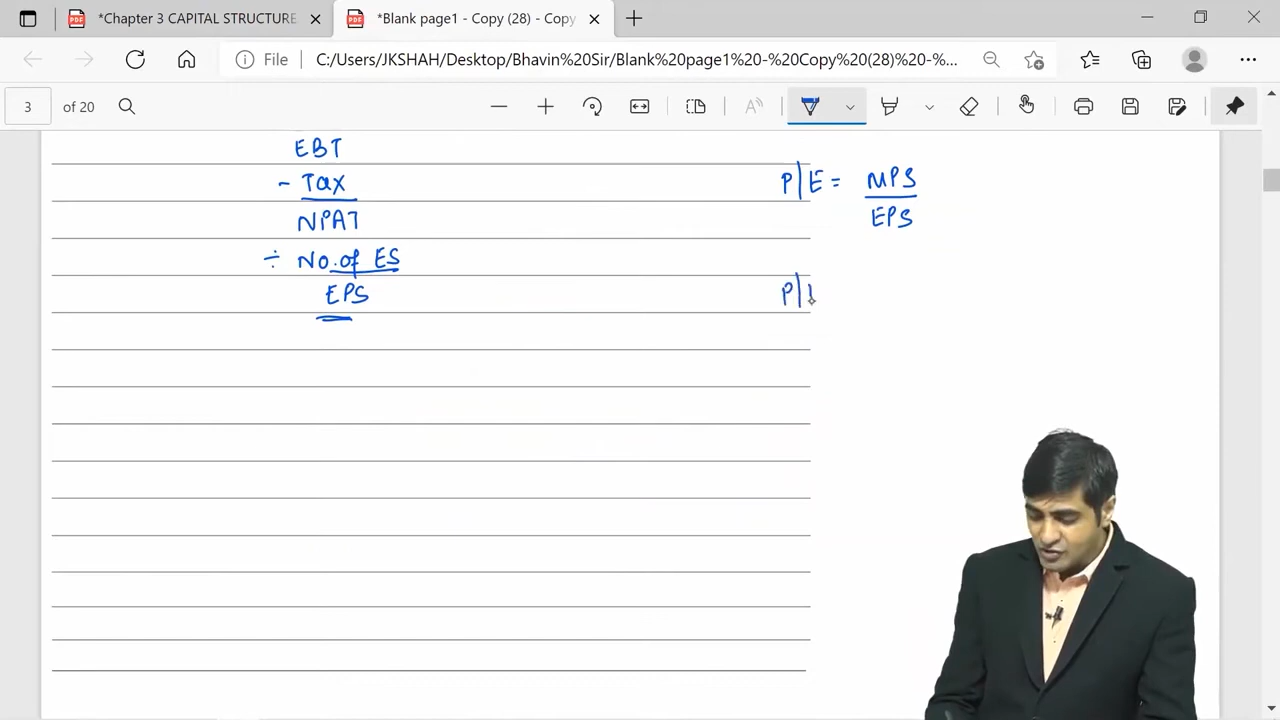 *Chapter 3 CAPITAL STRUCTURE
*Blank page1 - Copy (28) - Copy
File
C:/Users/JKSHAH/Desktop/Bhavin%20Sir/Blank%20page1%20-%20Copy%20(28)%20-%...
3 of 20
EBT
- Tax
NPAT
÷ No. of ES
EPS
P/E = MPS
EPS
P/